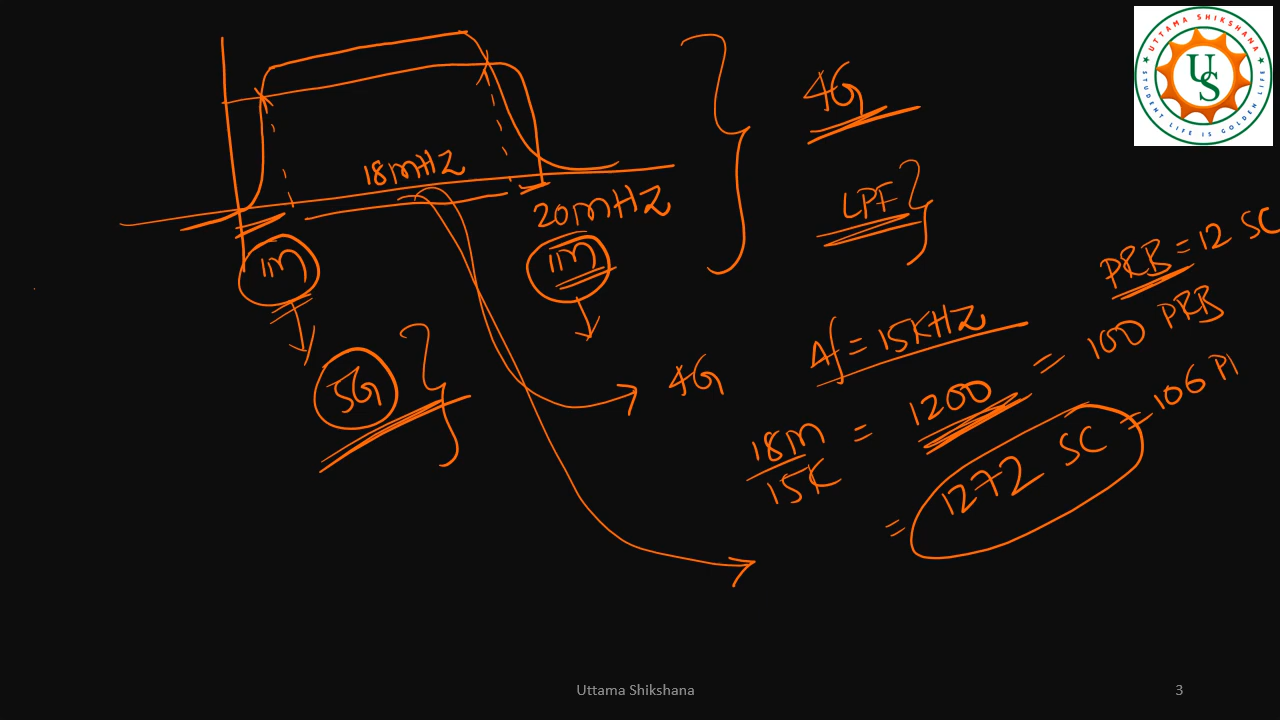 UTTAMA SHIKSHANA
US
STUDENT LIFE IS GOLDEN LIFE
4G
18MHZ
20MHZ
LPF
1M
1M
PRB = 12 SC
Δf = 15KHZ
5G
4G
18M / 15K = 1200 = 100 PRB
= 1272 SC = 106 P
Uttama Shikshana
3